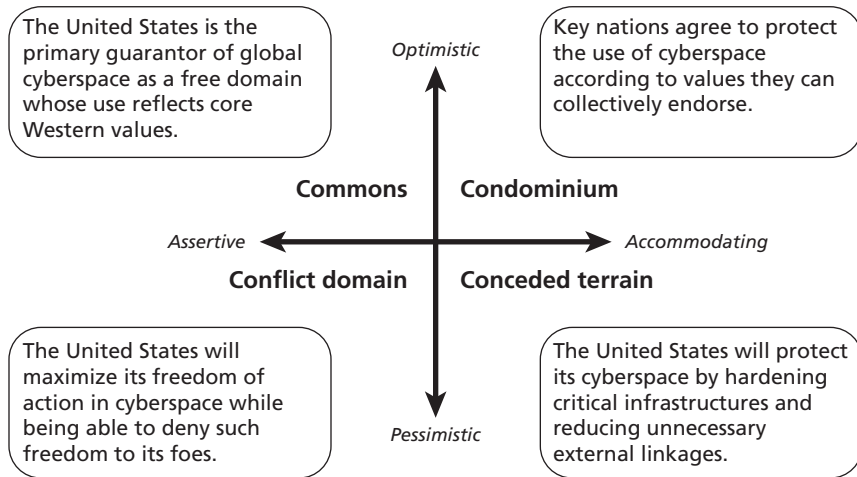 The United States is the
primary guarantor of global
cyberspace as a free domain
whose use reflects core
Western values.
Optimistic
Key nations agree to protect
the use of cyberspace
according to values they can
collectively endorse.
Commons
Condominium
Assertive
Accommodating
Conflict domain
Conceded terrain
The United States will
maximize its freedom of
action in cyberspace while
being able to deny such
freedom to its foes.
Pessimistic
The United States will protect
its cyberspace by hardening
critical infrastructures and
reducing unnecessary
external linkages.